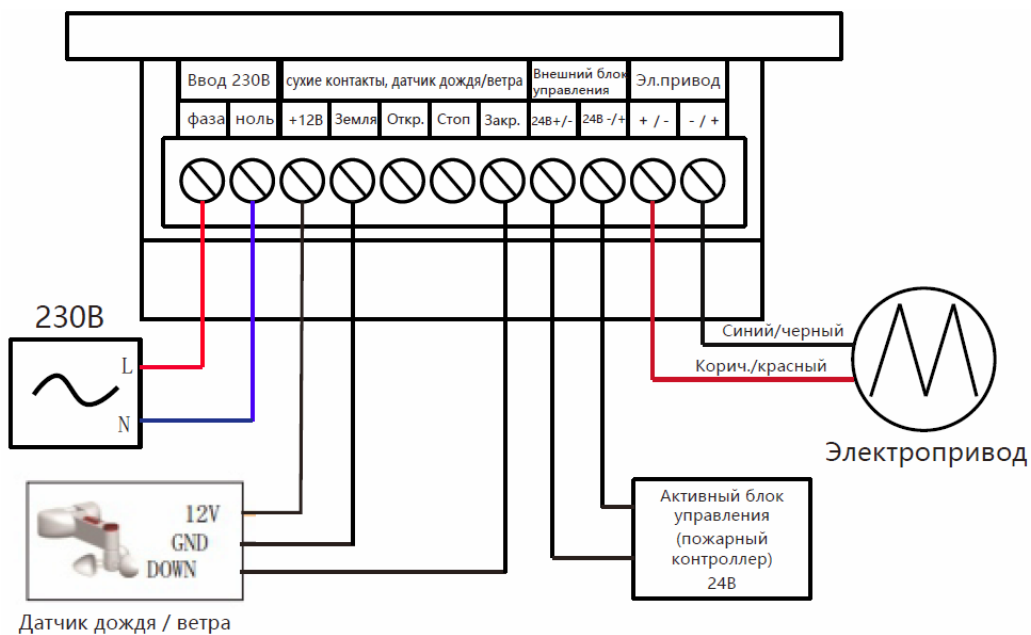 Ввод 230В
сухие контакты, датчик дождя/ветра
Внешний блок
управления
Эл.привод
фаза
ноль
+12В
Земля
Откр.
Стоп
Закр.
24В+/-
24В -/+
+ / -
- / +
230В
L
N
Синий/черный
Корич./красный
Электропривод
12V
GND
DOWN
Датчик дождя / ветра
Активный блок
управления
(пожарный
контроллер)
24В